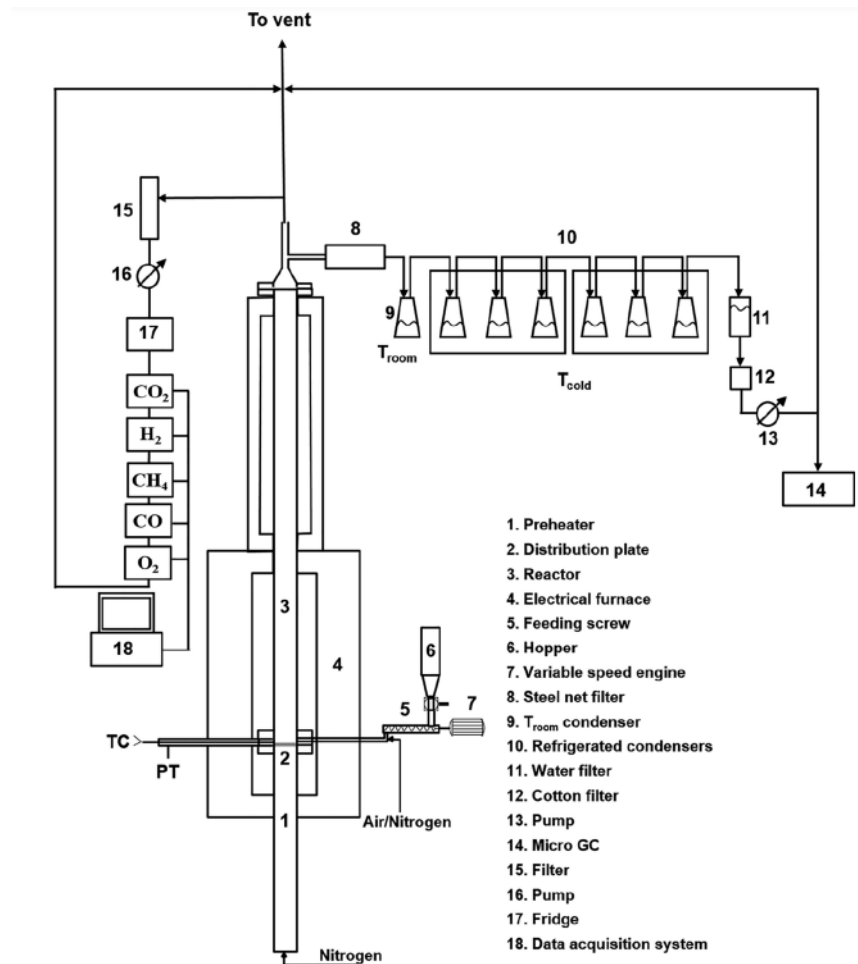 To vent
15
8
10
16
9
T_room
17
11
T_cold
12
CO₂
13
H₂
14
CH₄
CO
O₂
3
18
4
6
5
7
TC
PT
2
1
Air/Nitrogen
Nitrogen
1. Preheater
2. Distribution plate
3. Reactor
4. Electrical furnace
5. Feeding screw
6. Hopper
7. Variable speed engine
8. Steel net filter
9. T_room condenser
10. Refrigerated condensers
11. Water filter
12. Cotton filter
13. Pump
14. Micro GC
15. Filter
16. Pump
17. Fridge
18. Data acquisition system